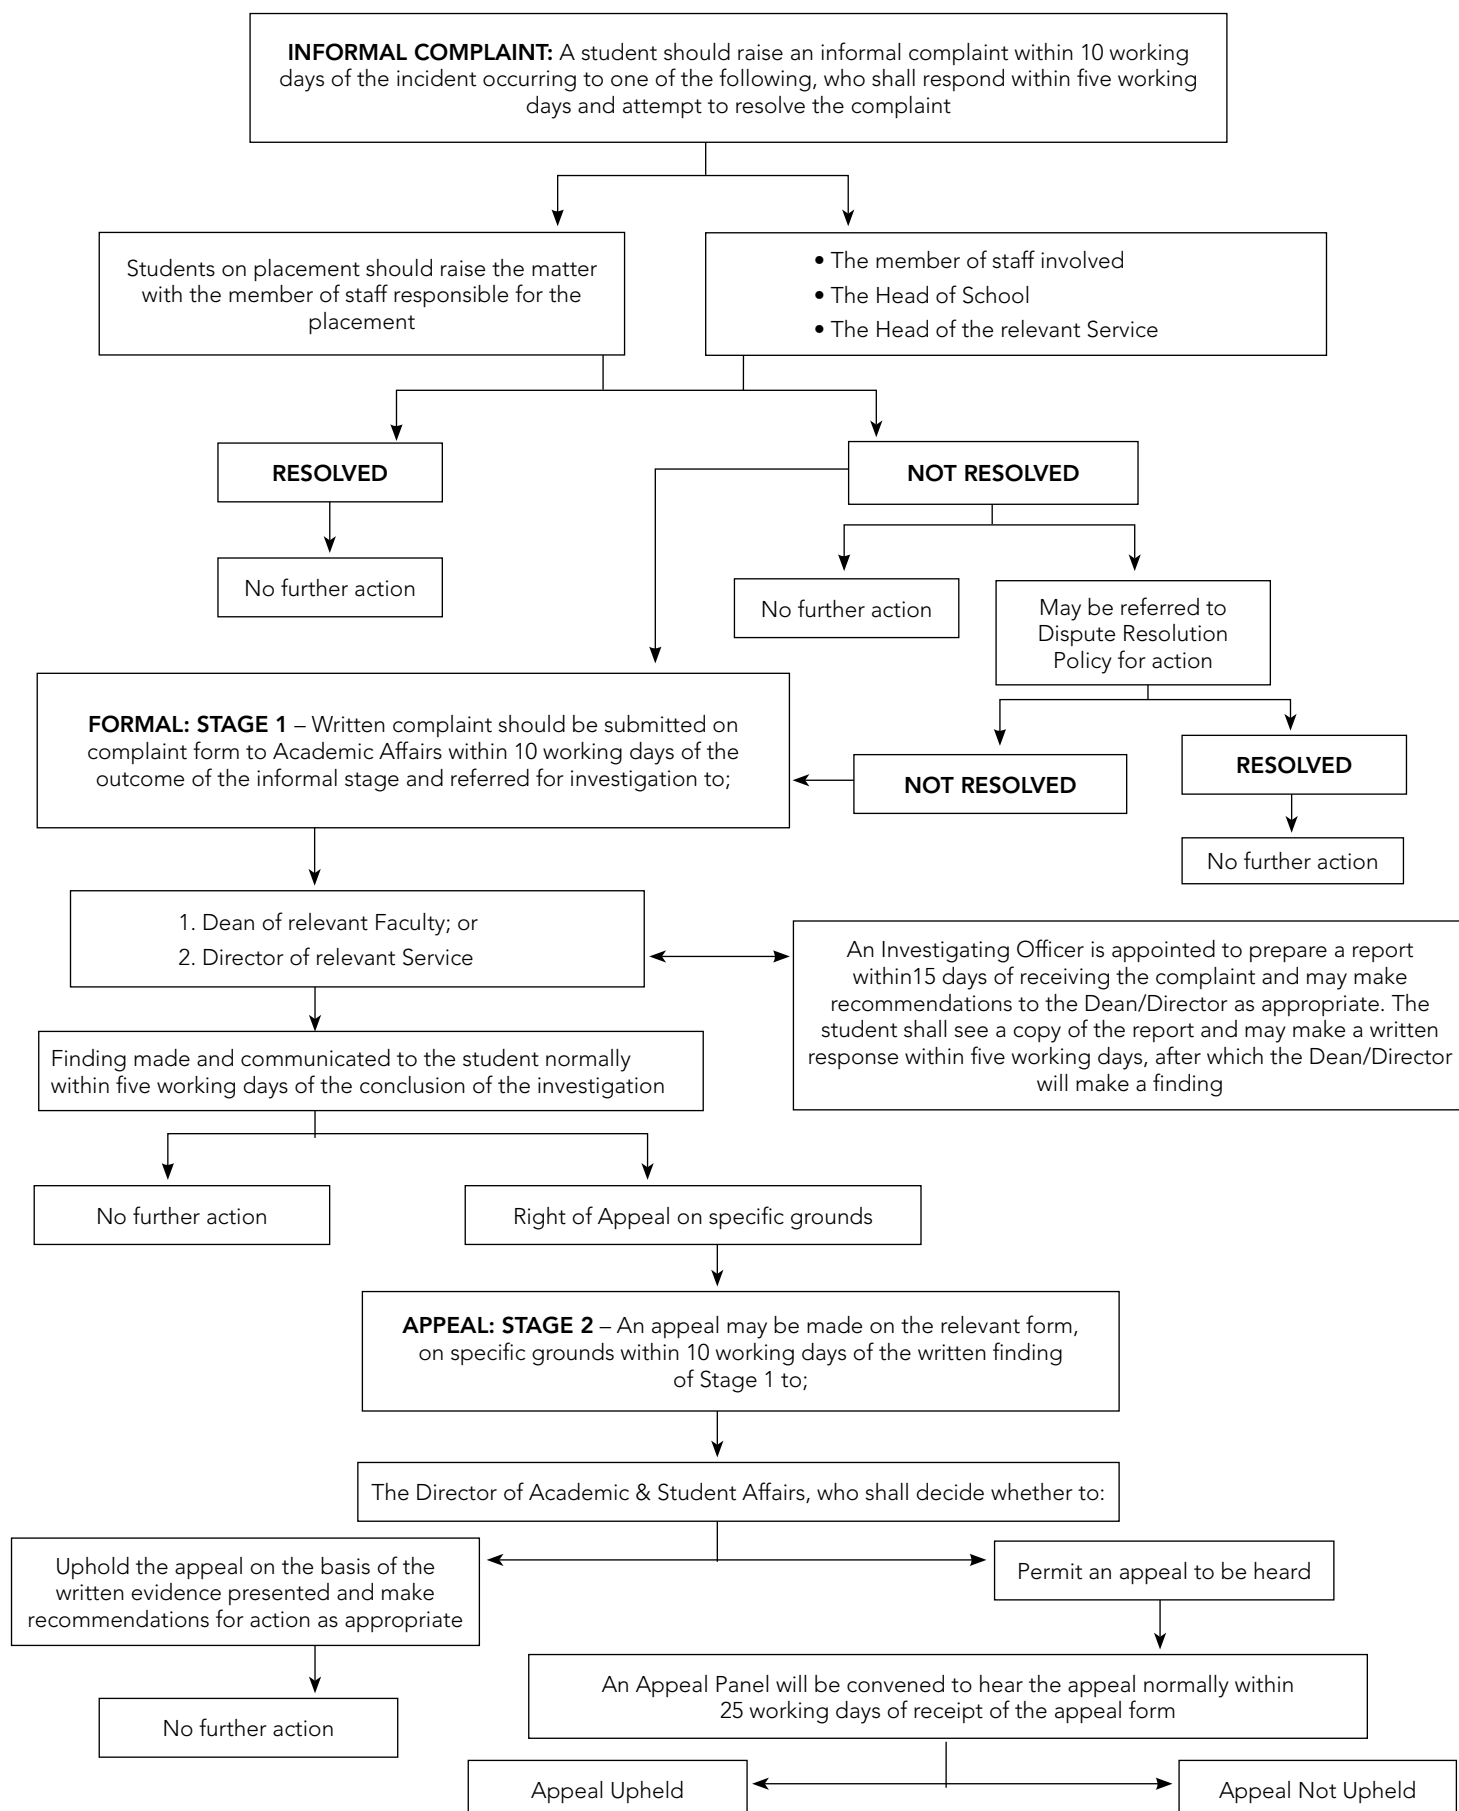 INFORMAL COMPLAINT: A student should raise an informal complaint within 10 working
days of the incident occurring to one of the following, who shall respond within five working
days and attempt to resolve the complaint
Students on placement should raise the matter
with the member of staff responsible for the
placement
• The member of staff involved
• The Head of School
• The Head of the relevant Service
RESOLVED
NOT RESOLVED
No further action
No further action
May be referred to
Dispute Resolution
Policy for action
FORMAL: STAGE 1 – Written complaint should be submitted on
complaint form to Academic Affairs within 10 working days of the
outcome of the informal stage and referred for investigation to;
NOT RESOLVED
RESOLVED
No further action
1. Dean of relevant Faculty; or
2. Director of relevant Service
An Investigating Officer is appointed to prepare a report
within15 days of receiving the complaint and may make
recommendations to the Dean/Director as appropriate. The
student shall see a copy of the report and may make a written
response within five working days, after which the Dean/Director
will make a finding
Finding made and communicated to the student normally
within five working days of the conclusion of the investigation
No further action
Right of Appeal on specific grounds
APPEAL: STAGE 2 – An appeal may be made on the relevant form,
on specific grounds within 10 working days of the written finding
of Stage 1 to;
The Director of Academic & Student Affairs, who shall decide whether to:
Uphold the appeal on the basis of the
written evidence presented and make
recommendations for action as appropriate
Permit an appeal to be heard
No further action
An Appeal Panel will be convened to hear the appeal normally within
25 working days of receipt of the appeal form
Appeal Upheld
Appeal Not Upheld